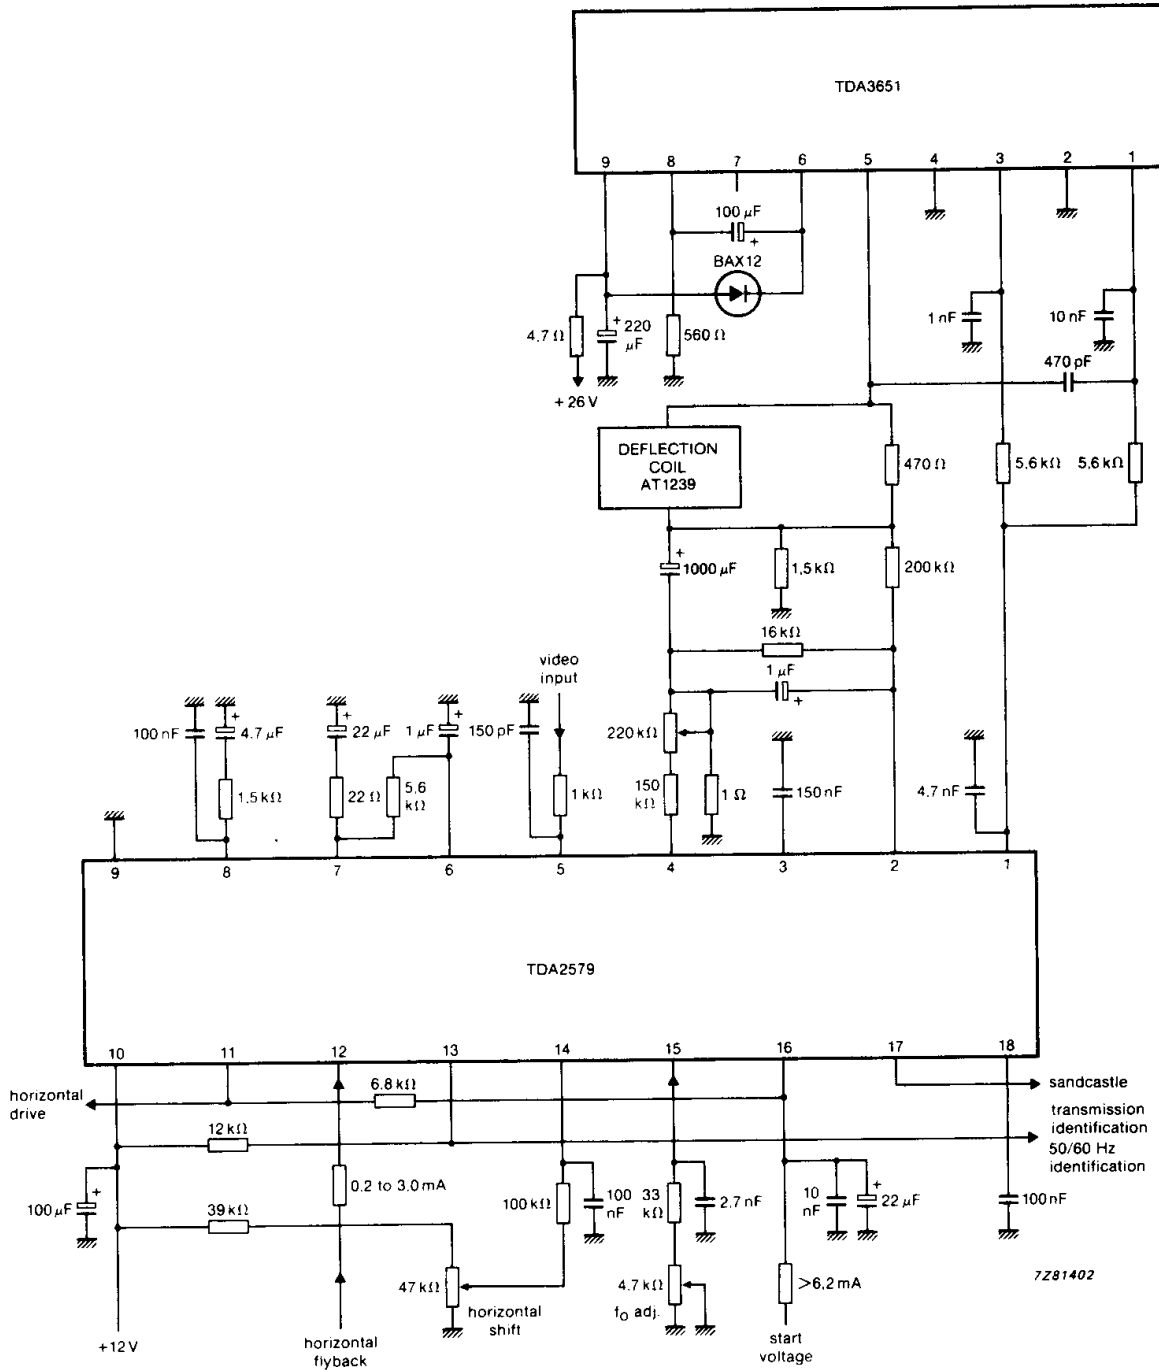 TDA3651
9 8 7 6 5 4 3 2 1
100 µF
+
BAX12
4.7 Ω
+
220
µF
560 Ω
+ 26 V
1 nF
10 nF
470 pF
DEFLECTION
COIL
AT1239
470 Ω
5.6 kΩ
5.6 kΩ
+
1000 µF
1,5 kΩ
200 kΩ
16 kΩ
1 µF
+
video
input
100 nF
+
4.7 µF
+
22 µF
1 µF
+
150 pF
220 kΩ
1,5 kΩ
22 Ω
5,6
kΩ
1 kΩ
150
kΩ
1 Ω
150 nF
4.7 nF
9 8 7 6 5 4 3 2 1
TDA2579
10 11 12 13 14 15 16 17 18
horizontal
drive
6.8 kΩ
sandcastle
12 kΩ
transmission
identification
50/60 Hz
identification
100 µF
+
0.2 to 3.0 mA
39 kΩ
100 kΩ
100
nF
33
kΩ
2.7 nF
10
nF
+
22 µF
100 nF
47 kΩ
horizontal
shift
4.7 kΩ
fO adj.
>6,2 mA
7Z81402
+12 V
horizontal
flyback
start
voltage